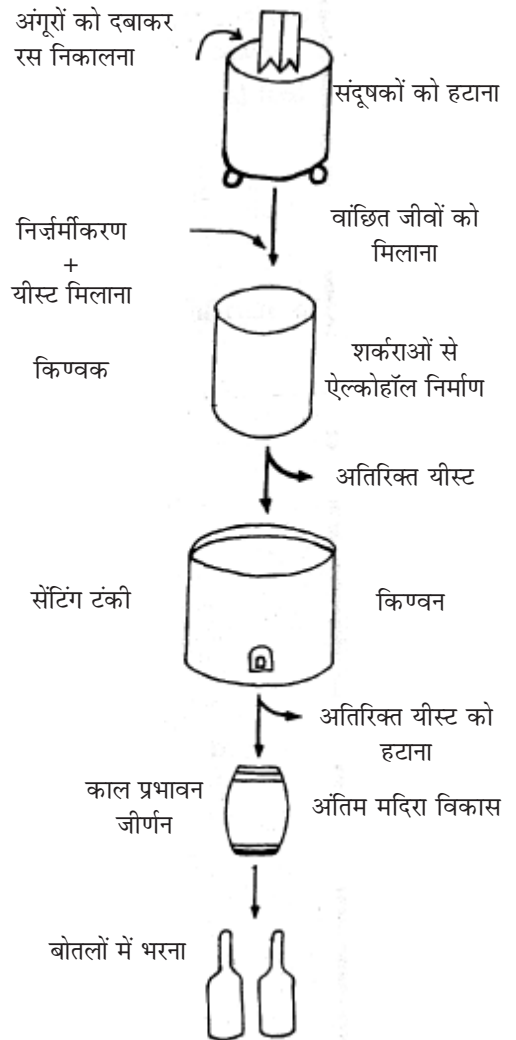 अंगूरों को दबाकर
रस निकालना
संदूषकों को हटाना
वांछित जीवों को
मिलाना
निर्ज़र्मीकरण
+
यीस्ट मिलाना
किण्वक
शर्कराओं से
ऐल्कोहॉल निर्माण
अतिरिक्त यीस्ट
सेंटिंग टंकी
किण्वन
अतिरिक्त यीस्ट को
हटाना
काल प्रभावन
जीर्णन
अंतिम मदिरा विकास
बोतलों में भरना